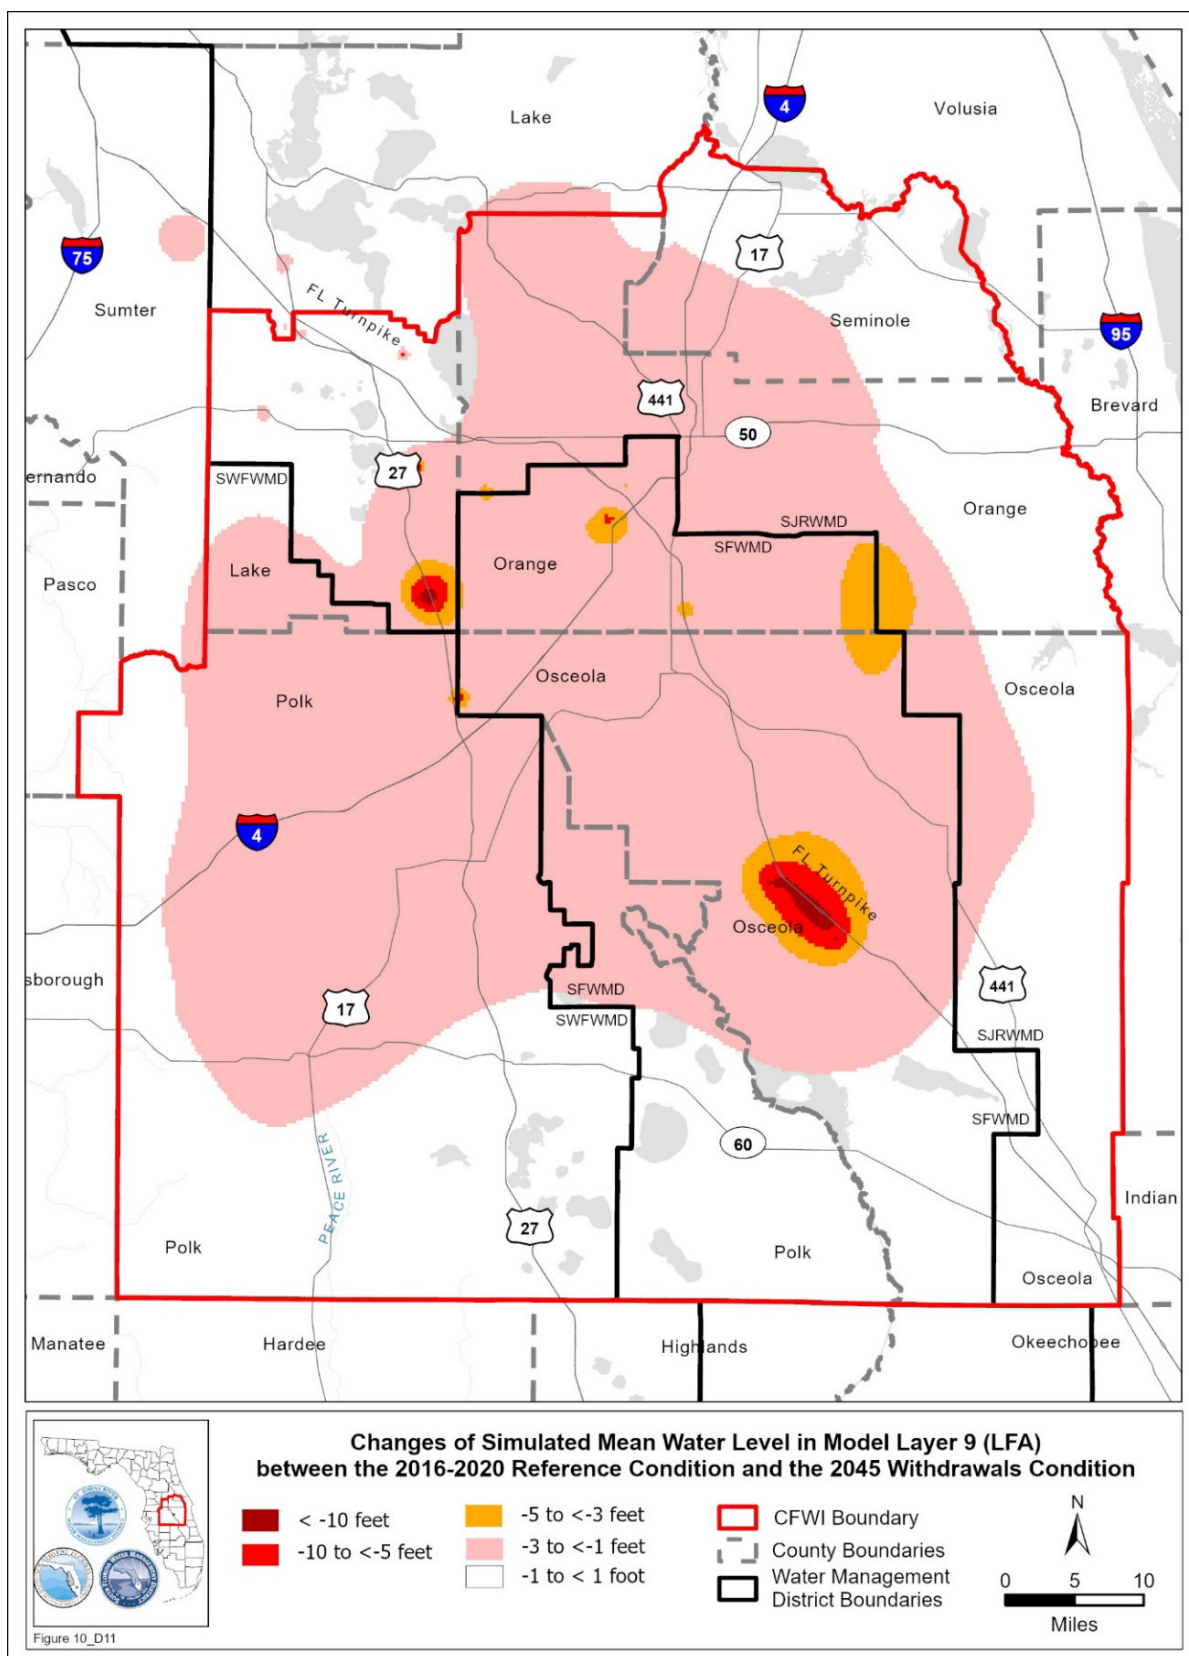 Lake
4
Volusia
75
17
Sumter
FL Turnpike
Seminole
95
441
Brevard
50
27
SWFWMD
ernando
Orange
SJRWMD
SFWMD
Lake
Orange
Pasco
Polk
Osceola
Osceola
4
FL Turnpike
Osceola
sborough
17
SFWMD
SWFWMD
441
SJRWMD
SFWMD
60
PEACE RIVER
27
Indian
Polk
Polk
Osceola
Manatee
Hardee
Highlands
Okeechobee
Changes of Simulated Mean Water Level in Model Layer 9 (LFA)
between the 2016-2020 Reference Condition and the 2045 Withdrawals Condition
< -10 feet
-10 to <-5 feet
-5 to <-3 feet
-3 to <-1 feet
-1 to < 1 foot
CFWI Boundary
County Boundaries
Water Management
District Boundaries
N
0 5 10
Miles
Figure 10_D11